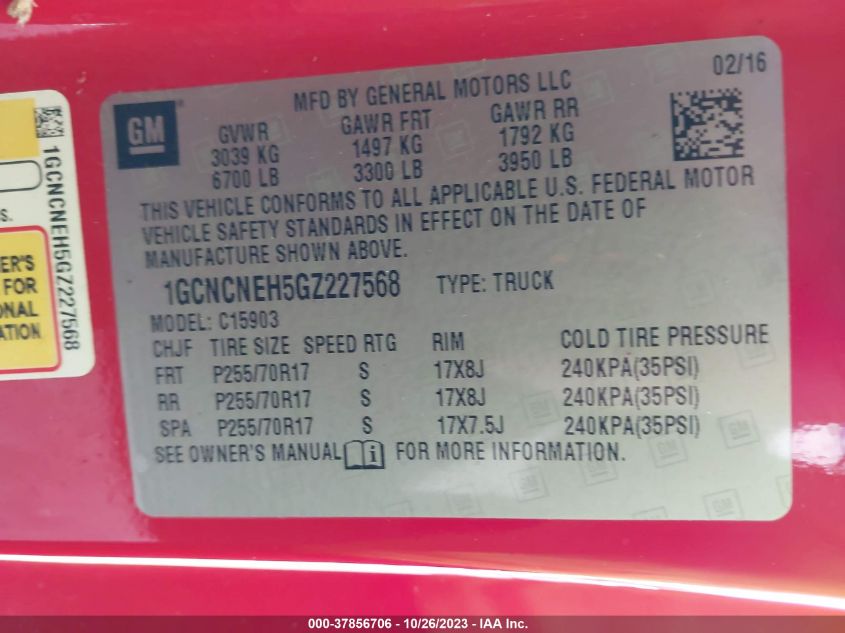 02/16
MFD BY GENERAL MOTORS LLC
GM
GVWR GAWR FRT GAWR RR
3039 KG 1497 KG 1792 KG
6700 LB 3300 LB 3950 LB
THIS VEHICLE CONFORMS TO ALL APPLICABLE U.S. FEDERAL MOTOR
VEHICLE SAFETY STANDARDS IN EFFECT ON THE DATE OF
MANUFACTURE SHOWN ABOVE.
1GCNCNEH5GZ227568 TYPE: TRUCK
MODEL: C15903
CHJF TIRE SIZE SPEED RTG RIM COLD TIRE PRESSURE
FRT P255/70R17 S 17X8J 240KPA(35PSI)
RR P255/70R17 S 17X8J 240KPA(35PSI)
SPA P255/70R17 S 17X7.5J 240KPA(35PSI)
SEE OWNER'S MANUAL FOR MORE INFORMATION.
1GCNCNEH5GZ227568
S.
ER'S
FOR
ONAL
ATION
000-37856706 - 10/26/2023 - IAA Inc.